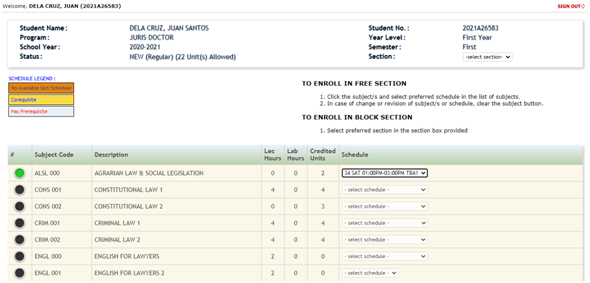 Welcome, DELA CRUZ, JUAN (2021A26583) SIGN OUT
Student Name : DELA CRUZ, JUAN SANTOS Student No. : 2021A26583
Program : JURIS DOCTOR Year Level : First Year
School Year : 2020-2021 Semester : First
Status : NEW (Regular) (22 Unit(s) Allowed) Section : -select section-
SCHEDULE LEGEND :
No Available Slot/Schedule
Corequisite
Has Prerequisite
TO ENROLL IN FREE SECTION
1. Click the subject/s and select preferred schedule in the list of subjects.
2. In case of change or revision of subject/s or schedule, clear the subject button.
TO ENROLL IN BLOCK SECTION
1. Select preferred section in the section box provided
# Subject Code Description Lec Hours Lab Hours Credited Units Schedule
ALSL 000 AGRARIAN LAW & SOCIAL LEGISLATION 0 0 2 34 SAT 01:00PM-03:00PM TBA1
CONS 001 CONSTITUTIONAL LAW 1 4 0 4 - select schedule -
CONS 002 CONSTITUTIONAL LAW 2 0 0 3 - select schedule -
CRIM 001 CRIMINAL LAW 1 4 0 4 - select schedule -
CRIM 002 CRIMINAL LAW 2 4 0 4 - select schedule -
ENGL 000 ENGLISH FOR LAWYERS 2 0 2 - select schedule -
ENGL 001 ENGLISH FOR LAWYERS 2 2 0 2 - select schedule -